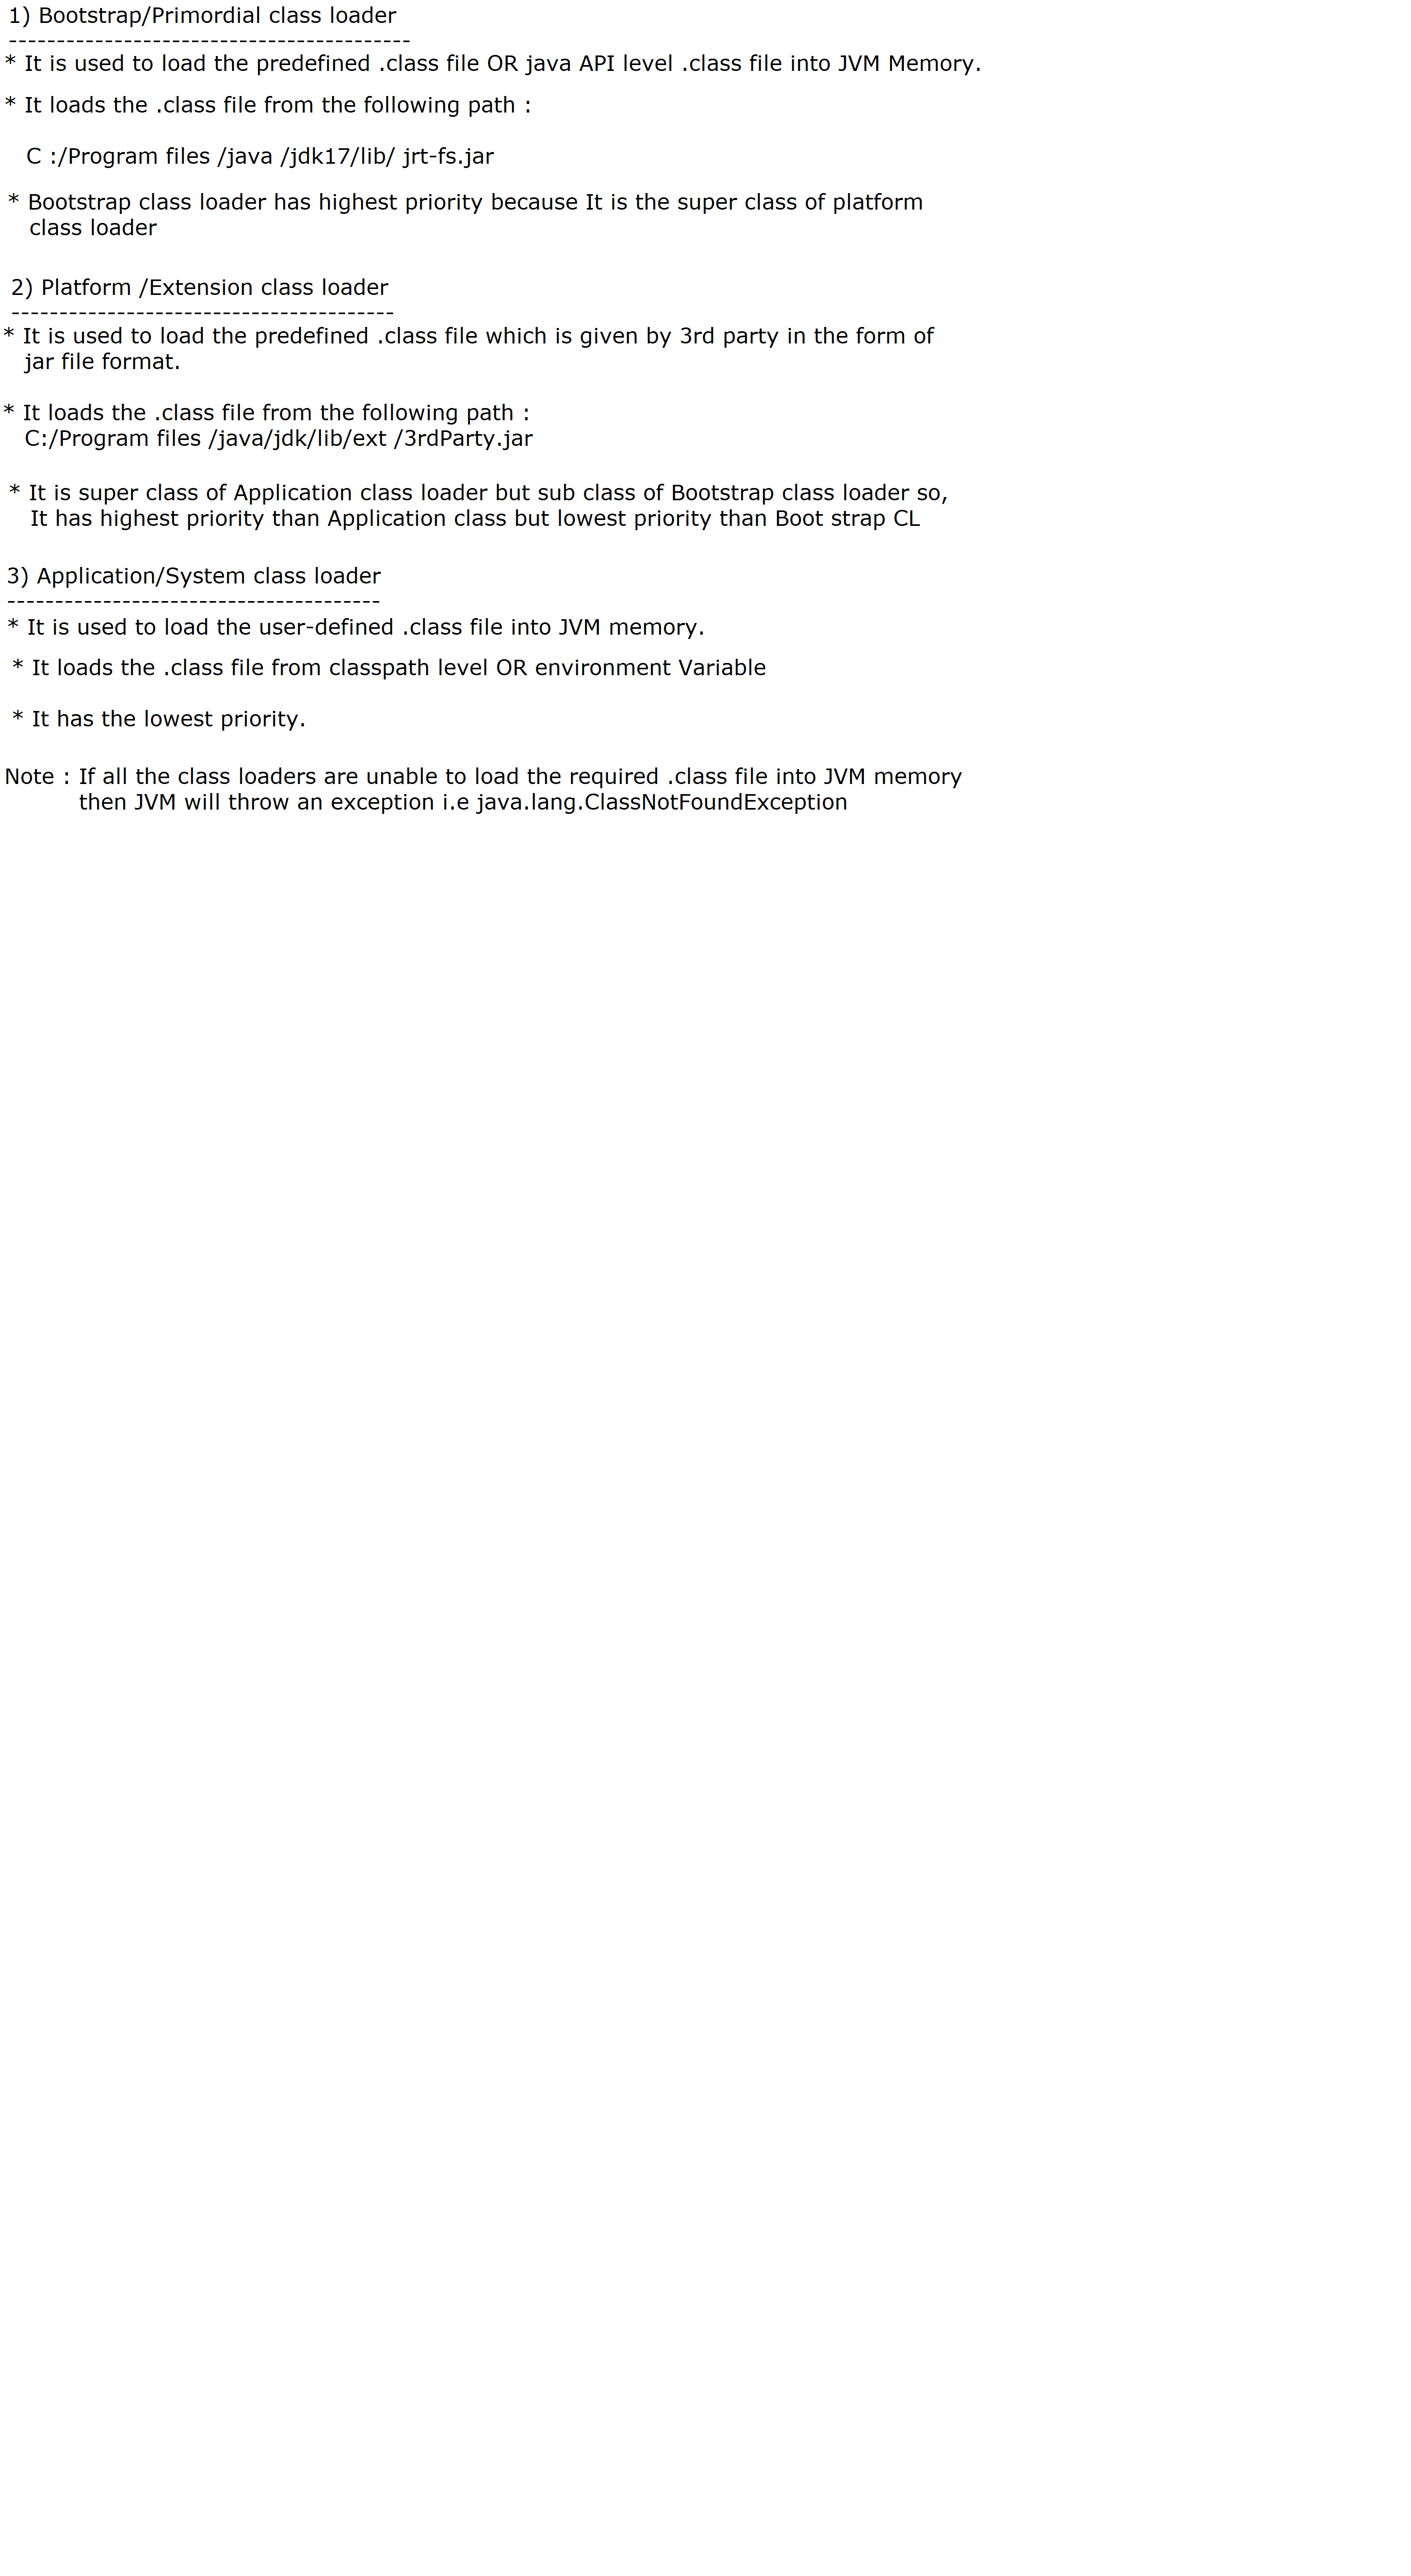 1) Bootstrap/Primordial class loader
------------------------------------------
* It is used to load the predefined .class file OR java API level .class file into JVM Memory.
* It loads the .class file from the following path :
C :/Program files /java /jdk17/lib/ jrt-fs.jar
* Bootstrap class loader has highest priority because It is the super class of platform
class loader
2) Platform /Extension class loader
----------------------------------------
* It is used to load the predefined .class file which is given by 3rd party in the form of
jar file format.
* It loads the .class file from the following path :
C:/Program files /java/jdk/lib/ext /3rdParty.jar
* It is super class of Application class loader but sub class of Bootstrap class loader so,
It has highest priority than Application class but lowest priority than Boot strap CL
3) Application/System class loader
---------------------------------------
* It is used to load the user-defined .class file into JVM memory.
* It loads the .class file from classpath level OR environment Variable
* It has the lowest priority.
Note : If all the class loaders are unable to load the required .class file into JVM memory
then JVM will throw an exception i.e java.lang.ClassNotFoundException